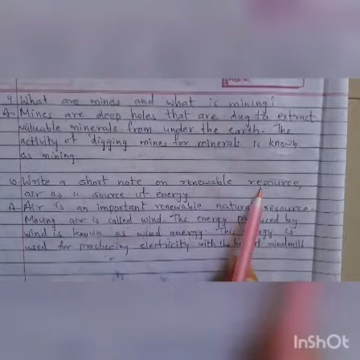 9. What are mines and what is mining?
A. Mines are deep holes that are dug to extract
valuable minerals from under the earth. The
activity of digging mines for minerals is known
as mining.
10. Write a short note on renewable resource,
air as a source of energy.
A. Air is an important renewable natural resource.
Moving air is called wind. The energy produced by
wind is known as wind energy. This energy is
used for producing electricity with the of windmill
InShOt